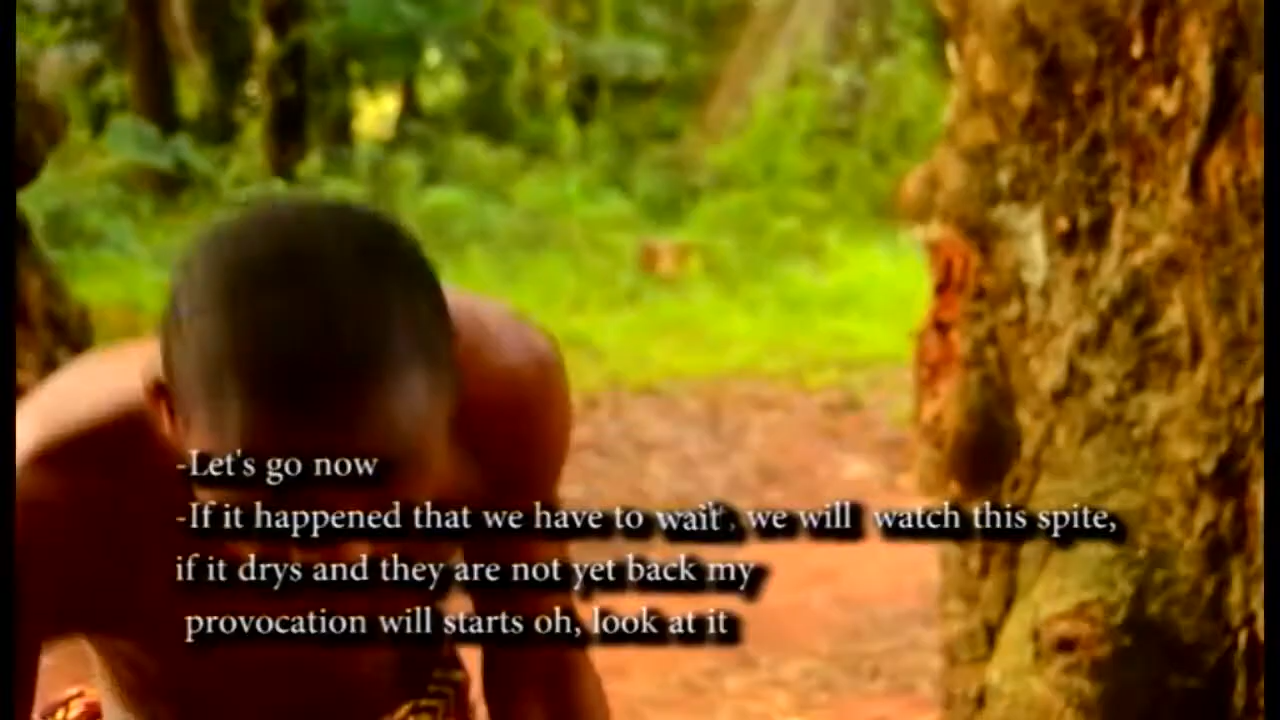 -Let's go now
-If it happened that we have to wait, we will watch this spite,
if it drys and they are not yet back my
provocation will starts oh, look at it